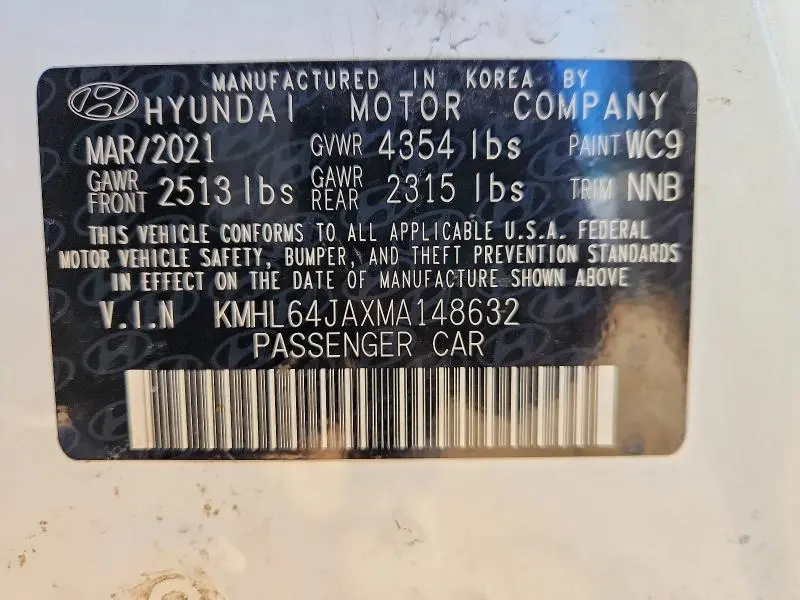 MANUFACTURED IN KOREA BY
HYUNDAI MOTOR COMPANY
MAR/2021 GVWR 4354 lbs PAINT WC9
GAWR FRONT 2513 lbs GAWR REAR 2315 lbs TRIM NNB
THIS VEHICLE CONFORMS TO ALL APPLICABLE U.S.A. FEDERAL
MOTOR VEHICLE SAFETY, BUMPER, AND THEFT PREVENTION STANDARDS
IN EFFECT ON THE DATE OF MANUFACTURE SHOWN ABOVE
V.I.N KMHL64JAXMA148632
PASSENGER CAR